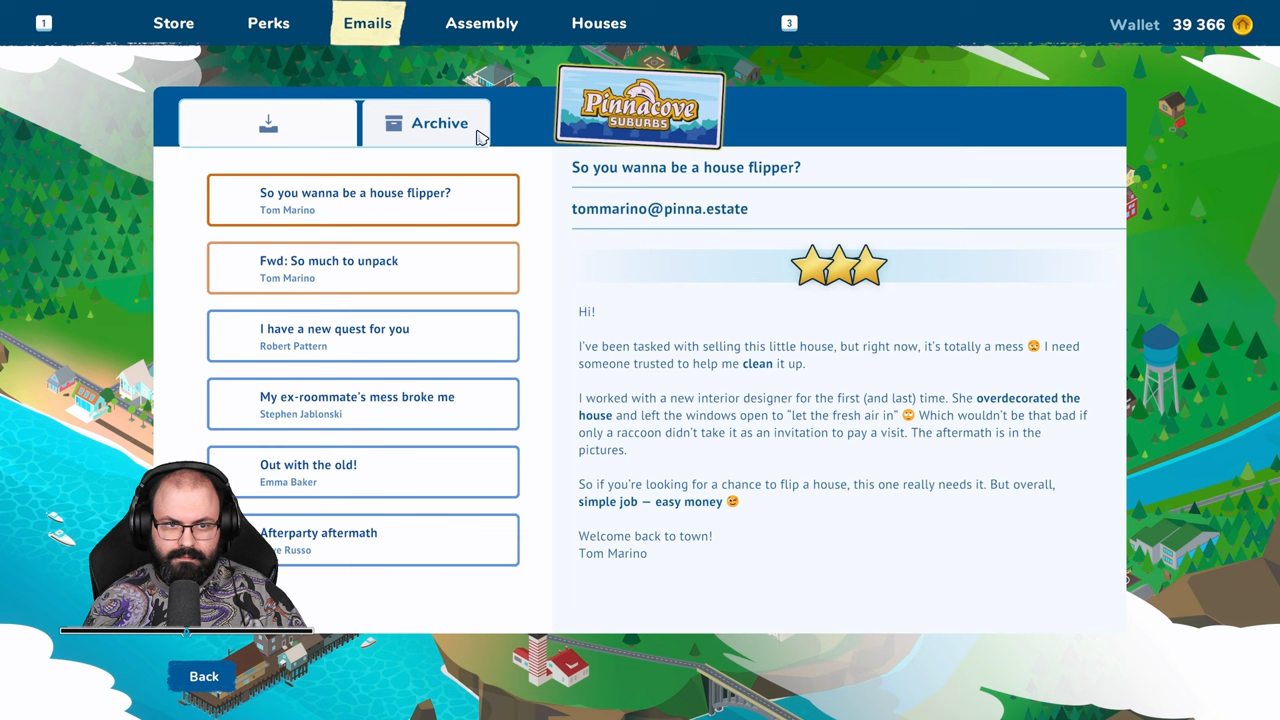 1
Store
Perks
Emails
Assembly
Houses
3
Wallet 39 366
Archive
Pinnacove
SUBURBS
So you wanna be a house flipper?
Tom Marino
Fwd: So much to unpack
Tom Marino
I have a new quest for you
Robert Pattern
My ex-roommate's mess broke me
Stephen Jablonski
Out with the old!
Emma Baker
Afterparty aftermath
Russo
So you wanna be a house flipper?
tommarino@pinna.estate
Hi!
I've been tasked with selling this little house, but right now, it's totally a mess 😒 I need
someone trusted to help me clean it up.
I worked with a new interior designer for the first (and last) time. She overdecorated the
house and left the windows open to “let the fresh air in” 🙄 Which wouldn't be that bad if
only a raccoon didn't take it as an invitation to pay a visit. The aftermath is in the
pictures.
So if you're looking for a chance to flip a house, this one really needs it. But overall,
simple job — easy money 😉
Welcome back to town!
Tom Marino
Back